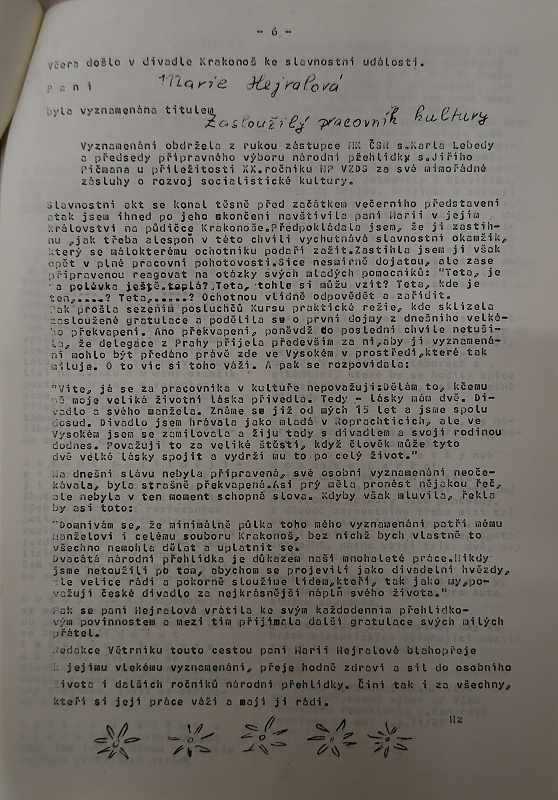 - 6 -
včera došlo v divadle Krakonoš ke slavnostní události.
P a n í Marie Hejralová
byla vyznamenána titulem
Zasloužilý pracovník kultury
Vyznamenání obdržela z rukou zástupce MK ČSR s.Karla Lebedy
a předsedy přípravného výboru národní přehlídky s.Jiřího
Pičmana u příležitosti XX.ročníku NP VZDS za své mimořádné
zásluhy o rozvoj socialistické kultury.
Slavnostní akt se konal těsně před začátkem večerního představení
a tak jsem ihned po jeho skončení navštívila paní Marii v jejím
království na půdičce Krakonoše.Předpokládala jsem, že ji zastih-
nu ,jak třeba alespoň v této chvíli vychutnává slavnostní okamžik,
který se málokterému ochotníku podaří zažít.Zastihla jsem ji však
opět v plné pracovní pohotovosti.Sice nesmírně dojatou, ale zase
připravenou reagovat na otázky svých mladých pomocníků: "Teta, je
ta polévka ještě teplá? Teta, tohle si můžu vzít? Teta, kde je
ten,....? Teta,.....? Ochotnou vlídně odpovědět a zařídit.
Pak prošla sezením posluchčů Kursu praktické režie, kde sklízela
zasloužené gratulace a podělila se o první dojmy z dnešního velké-
ho překvapení. Ano překvapení, poněvdž do poslední chvíle netuši-
la, že delegace z Prahy přijela především za ní,aby jí vyznamená-
ní mohlo být předáno právě zde ve Vysokém v prostředí,které tak
miluje. O to víc si toho váží. A pak se rozpovídala:
"Víte, já se za pracovníka v kultuře nepovažuji:Dělám to, kčemu
mě moje veliká životní láska přivedla. Tedy - lásky mám dvě. Di-
vadlo a svého manžela. Známe se již od mých 15 let a jsme spolu
dosud. Divadlo jsem hrávala jako mladá v Roprachticích, ale ve
Vysokém jsem se zamilovala a žiju tady s divadlem a svojí rodinou
dodnes. Považuji to za veliké štěstí, když člověk může tyto
dvě velké lásky spojit a vydrží mu to po celý život."
Na dnešní slávu nebyla připravená, své osobní vyznamenání neoče-
kávala, byla strašně překvapená.Asi prý měla pronést nějakou řeč,
ale nebyla v ten moment schopná slova. Kdyby však mluvila, řekla
by asi toto:
"Domnívám se, že minimálně půlka toho mého vyznamenání patří mému
manželovi i celému souboru Krakonoš, bez nichž bych vlastně to
všechno nemohla dělat a uplatnit se.
Dvacátá národní přehlídka je důkazem naší mnohaleté práce.Nikdy
jsme netoužili po tom, abychom se projevili jako divadelní hvězdy,
ale velice rádi a pokorně sloužíme lidem,kteří, tak jako my,po-
važují české divadlo za nejkrásnější náplň svého života."
Pak se paní Hejralová vrátila ke svým každodenním přehlídko-
vým povinnostem a mezi tím přijímala další gratulace svých milých
přátel.
Redakce Větrníku touto cestou paní Marii Hejralové blahopřeje
k jejímu vlekému vyznamenání, přeje hodně zdraví a sil do osobního
života i dalších ročníků národní přehlídky. Činí tak i za všechny,
kteří si její práce váží a mají ji rádi.
Hz